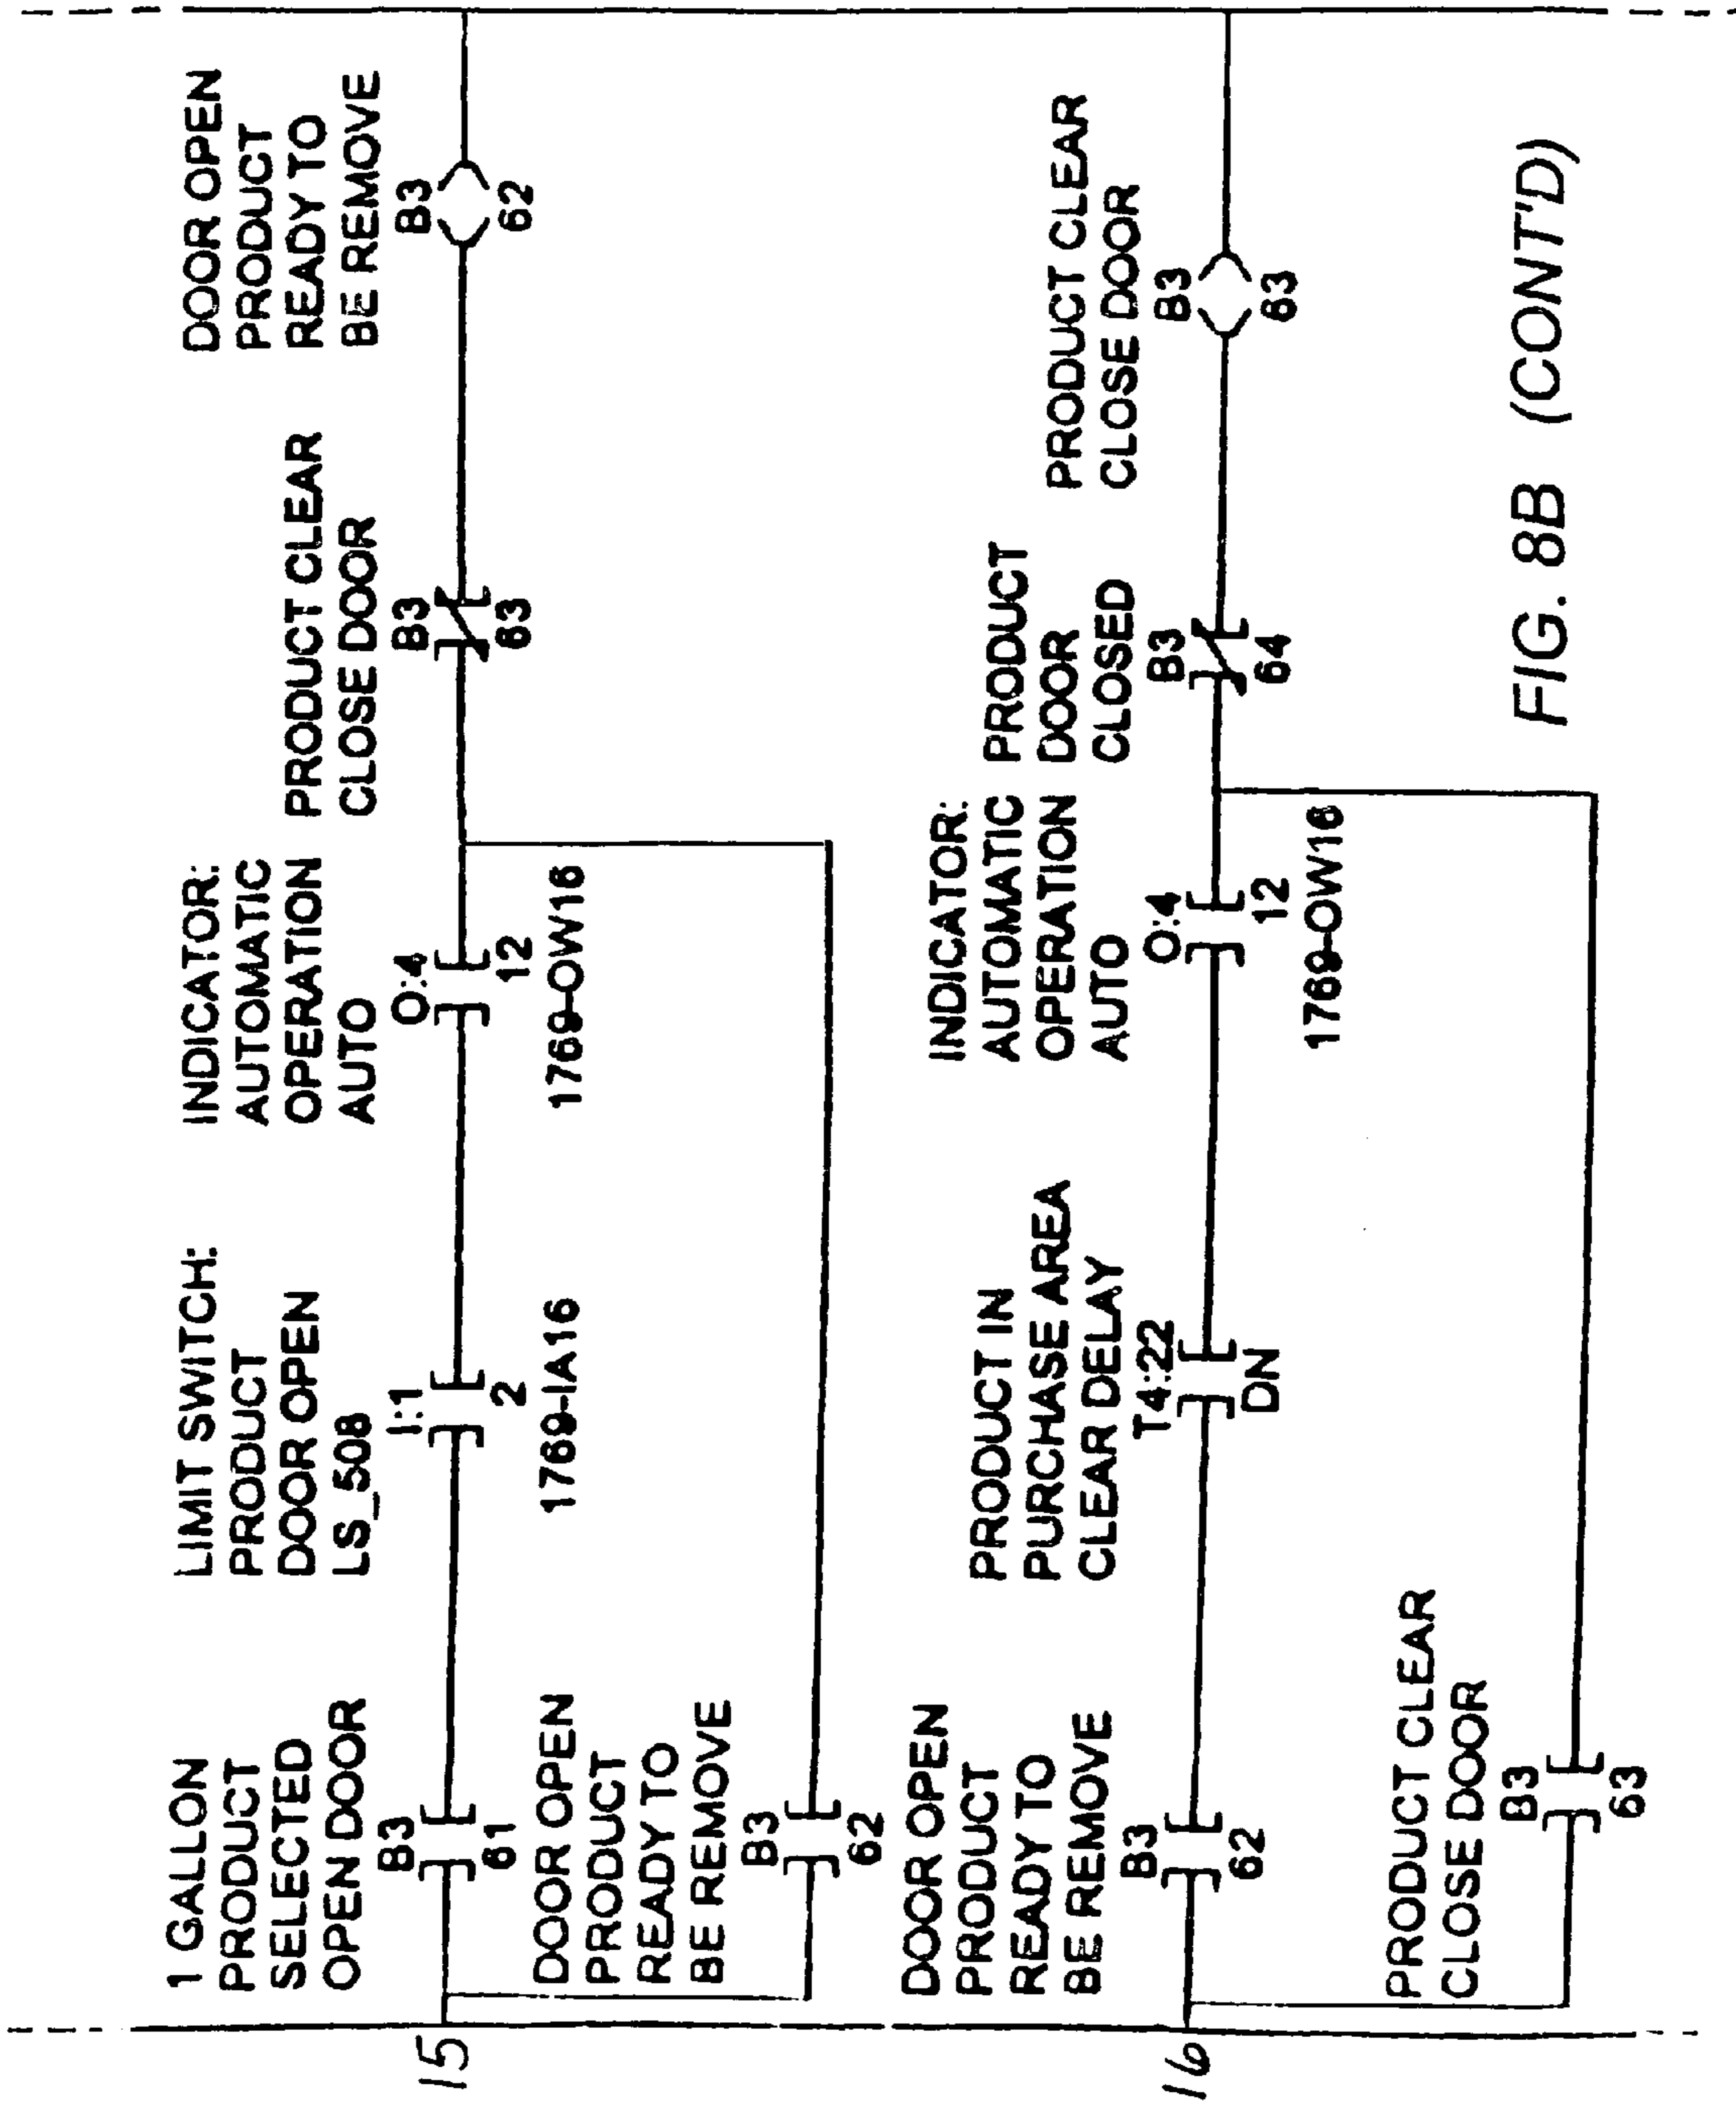 15
1 GALLON
PRODUCT
SELECTED
OPEN DOOR
B3
61
LIMIT SWITCH:
PRODUCT
DOOR OPEN
LS_508
I:1
2
1769-IA16
INDICATOR:
AUTOMATIC
OPERATION
AUTO
O:4
12
1769-OW16
PRODUCT CLEAR
CLOSE DOOR
B3
63
DOOR OPEN
PRODUCT
READY TO
BE REMOVE
B3
62
DOOR OPEN
PRODUCT
READY TO
BE REMOVE
B3
62
16
DOOR OPEN
PRODUCT
READY TO
BE REMOVE
B3
62
PRODUCT IN
PURCHASE AREA
CLEAR DELAY
T4:22
DN
INDICATOR:
AUTOMATIC
OPERATION
AUTO
O:4
12
1769-OW16
PRODUCT
DOOR
CLOSED
B3
64
PRODUCT CLEAR
CLOSE DOOR
B3
63
PRODUCT CLEAR
CLOSE DOOR
B3
63
FIG. 8B (CONT'D)